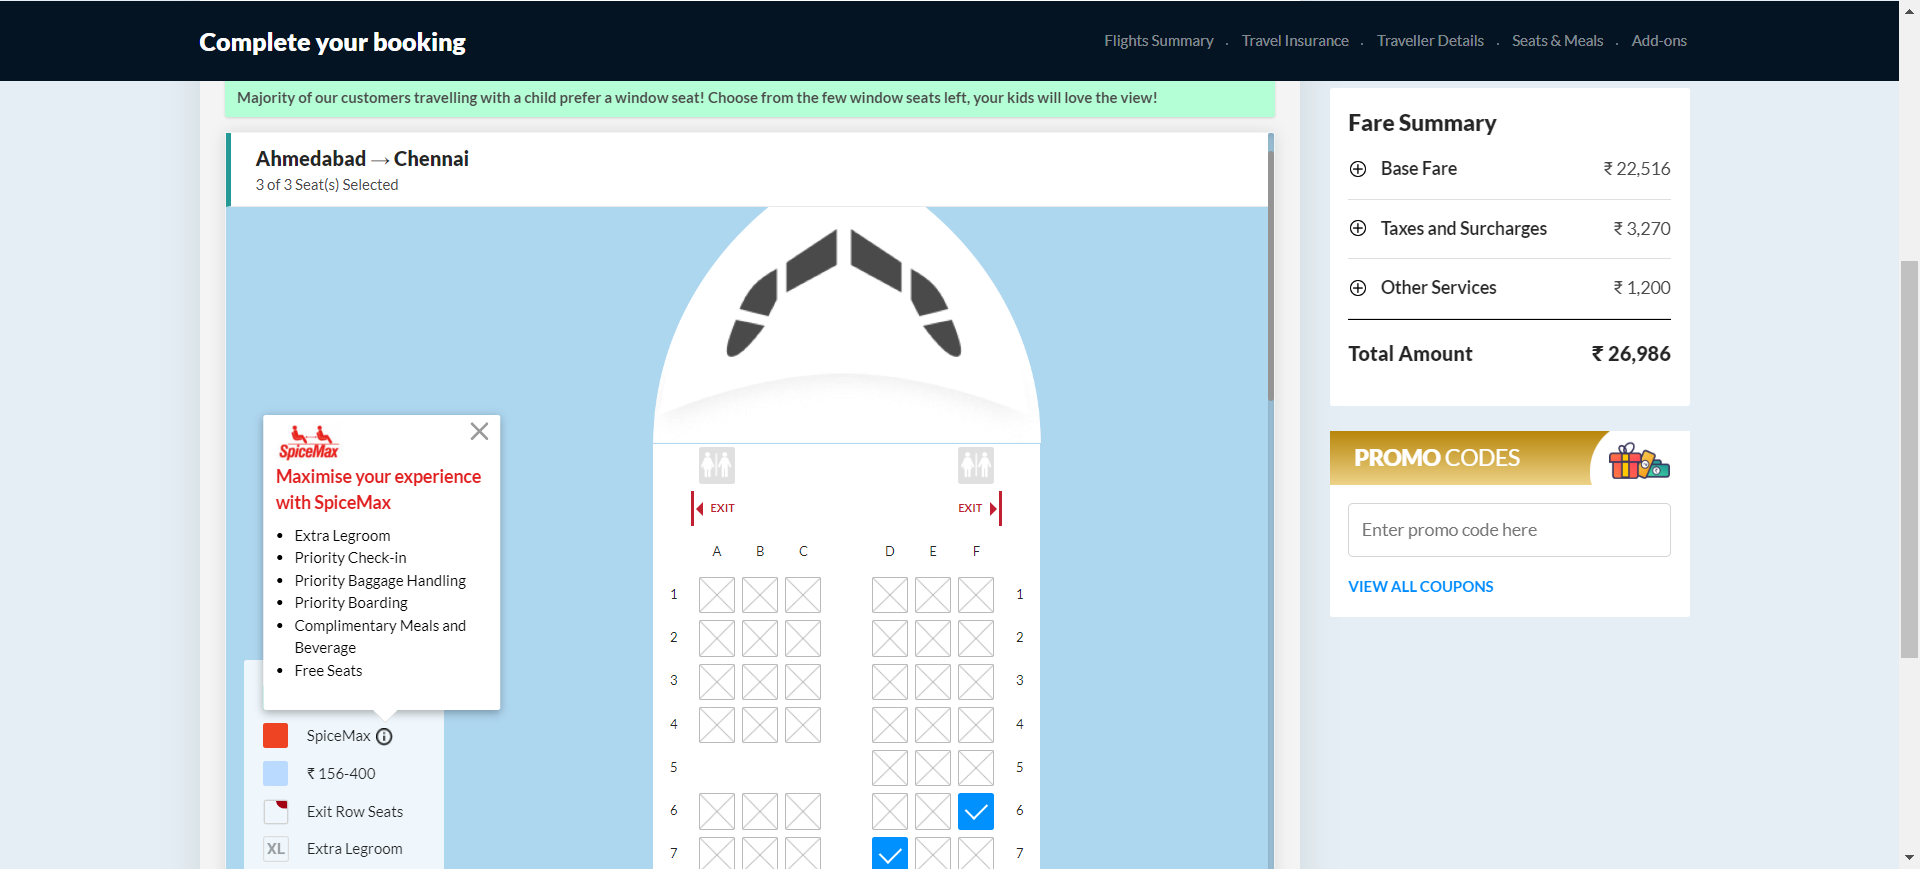 Complete your booking
Flights Summary . Travel Insurance . Traveller Details . Seats & Meals . Add-ons
Majority of our customers travelling with a child prefer a window seat! Choose from the few window seats left, your kids will love the view!
Ahmedabad → Chennai
3 of 3 Seat(s) Selected
SpiceMax
Maximise your experience
with SpiceMax
• Extra Legroom
• Priority Check-in
• Priority Baggage Handling
• Priority Boarding
• Complimentary Meals and
Beverage
• Free Seats
SpiceMax
₹ 156-400
Exit Row Seats
XL Extra Legroom
EXIT EXIT
A B C D E F
1 1
2 2
3 3
4 4
5 5
6 6
7 7
Fare Summary
Base Fare ₹ 22,516
Taxes and Surcharges ₹ 3,270
Other Services ₹ 1,200
Total Amount ₹ 26,986
PROMO CODES
Enter promo code here
VIEW ALL COUPONS